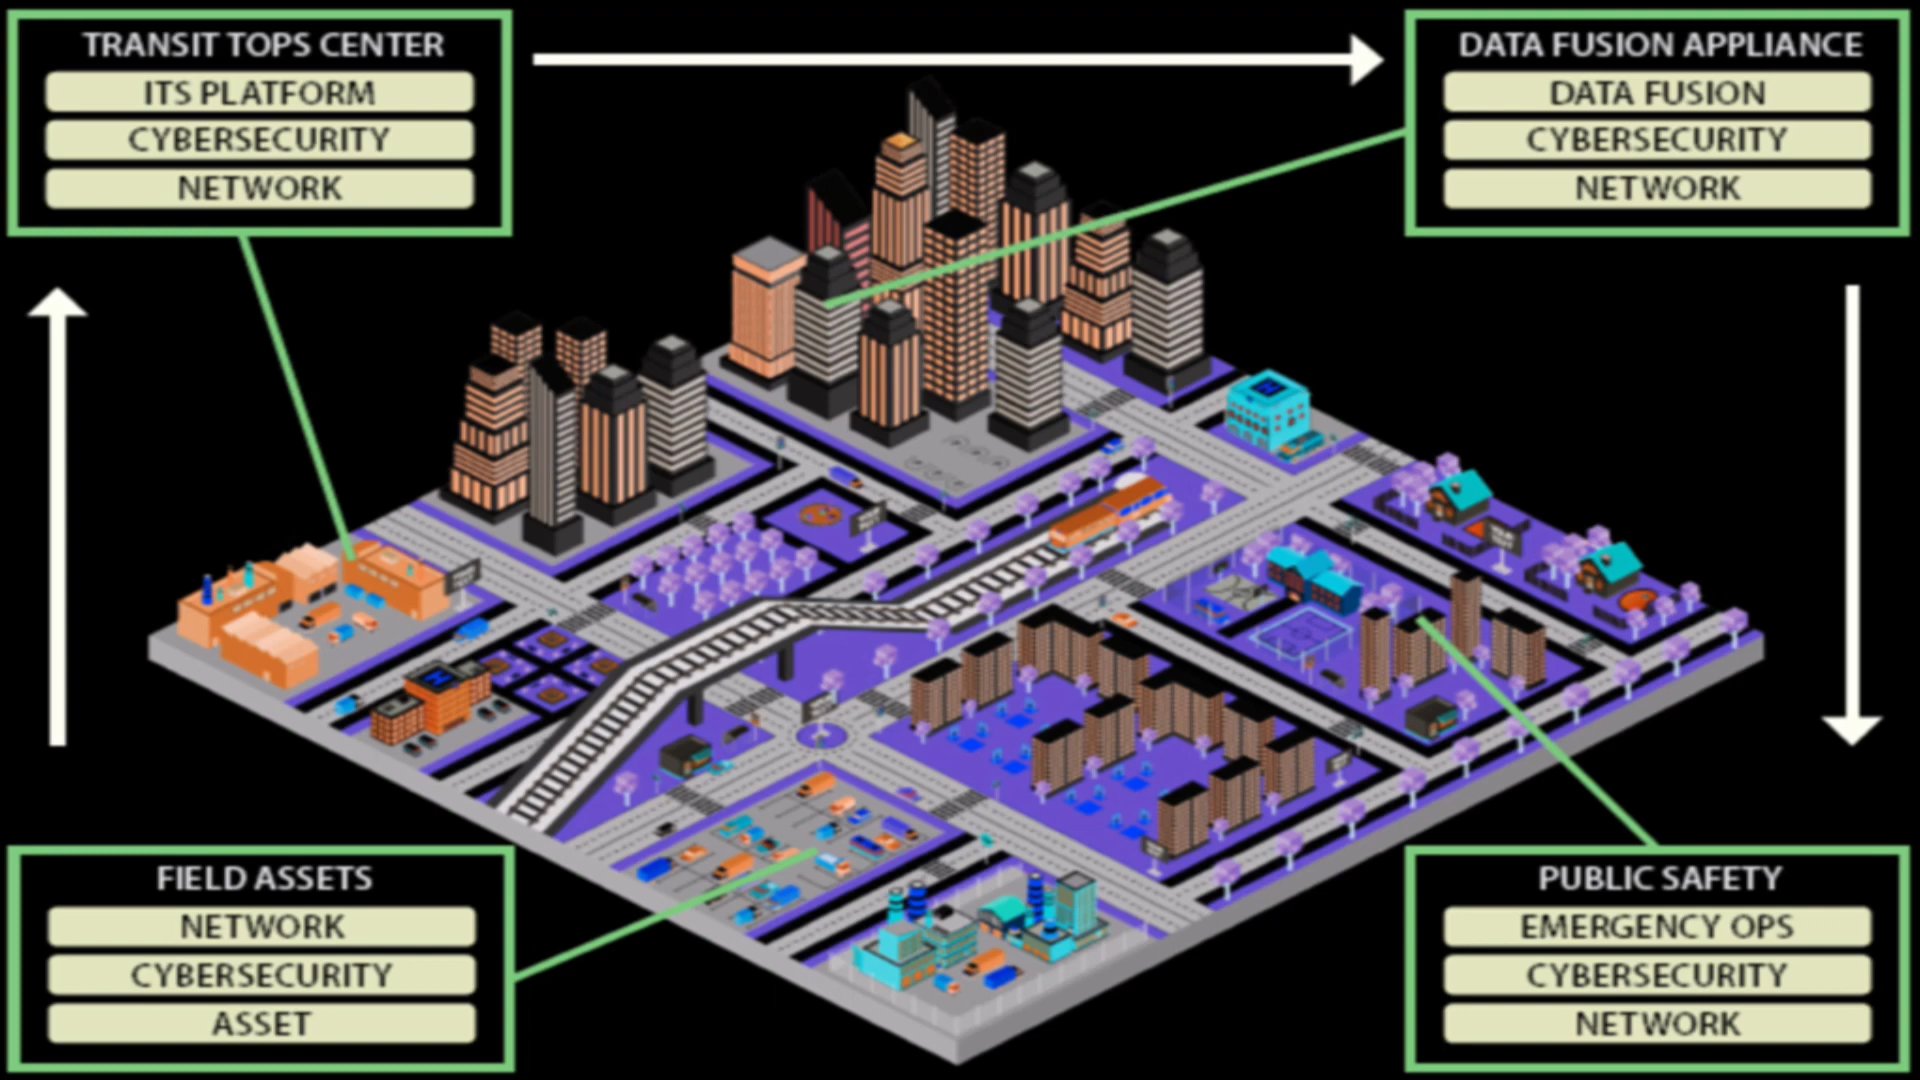 TRANSIT TOPS CENTER
ITS PLATFORM
CYBERSECURITY
NETWORK
DATA FUSION APPLIANCE
DATA FUSION
CYBERSECURITY
NETWORK
FIELD ASSETS
NETWORK
CYBERSECURITY
ASSET
PUBLIC SAFETY
EMERGENCY OPS
CYBERSECURITY
NETWORK